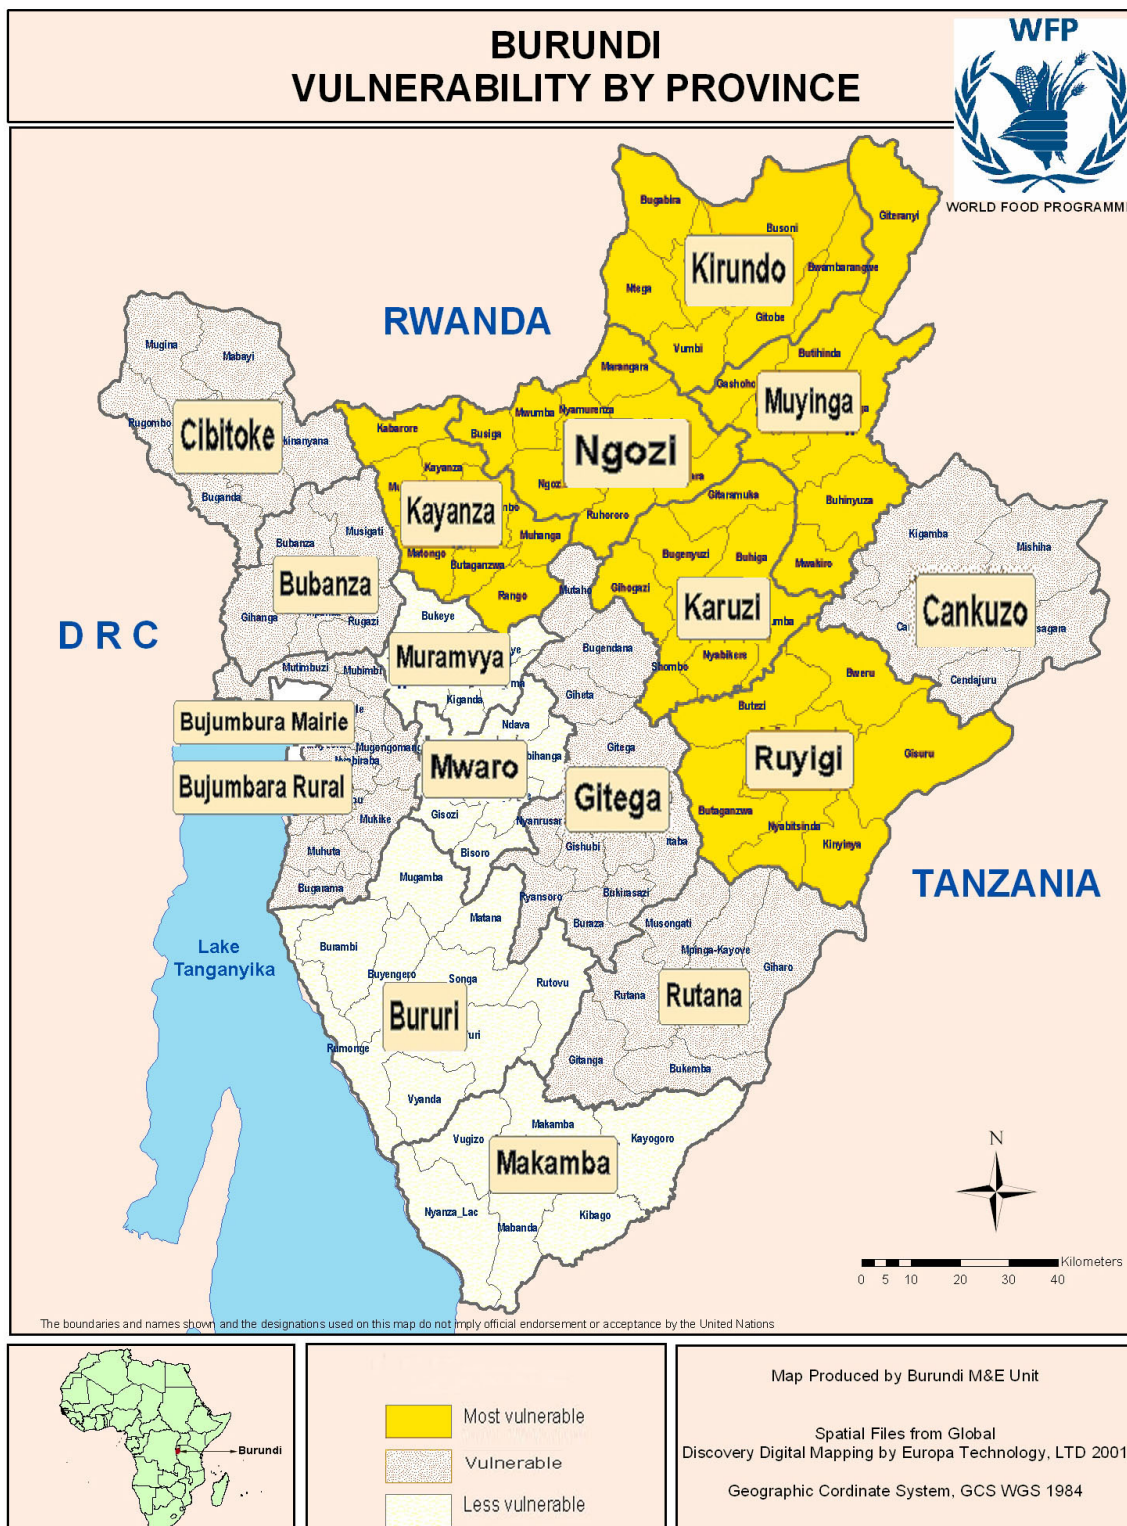 BURUNDI
VULNERABILITY BY PROVINCE
WFP
WORLD FOOD PROGRAMM
RWANDA
D R C
TANZANIA
Lake
Tanganyika
Kirundo
Bugabira
Busoni
Giteranyi
Bwambarangwe
Ntega
Gitobe
Vumbi
Muyinga
Butihinda
Gashoho
Buhinyuza
Mwakiro
Ngozi
Marangara
Mwumba
Nyamurenza
Busiga
Ruhororo
Kayanza
Kabarore
Kayanza
Muhanga
Matongo
Butaganzwa
Rango
Cibitoke
Mugina
Mabayi
Rugombo
Buganda
Bubanza
Bubanza
Musigati
Gihanga
Rugazi
Karuzi
Gitaramuka
Bugenyuzi
Buhiga
Gihogazi
Nyabikere
Shombo
Cankuzo
Kigamba
Mishiha
Cendajuru
Muramvya
Bukeye
Kiganda
Bujumbura Mairie
Bujumbara Rural
Mutimbuzi
Mubimbi
Mukike
Muhuta
Bugarama
Mwaro
Ndava
Gisozi
Bisoro
Gitega
Mutaho
Bugendana
Giheta
Gitega
Gishubi
Ryansoro
Bukirasazi
Buraza
Ruyigi
Bweru
Butezi
Gisuru
Butaganzwa
Nyabitsinda
Kinyinya
Rutana
Musongati
Mpinga-Kayove
Giharo
Rutana
Gitanga
Bukemba
Bururi
Mugamba
Matana
Burambi
Buyengero
Songa
Rutovu
Rumonge
Vyanda
Makamba
Makamba
Vugizo
Kayogoro
Nyanza_Lac
Mabanda
Kibago
N
Kilometers
0 5 10 20 30 40
The boundaries and names shown and the designations used on this map do not imply official endorsement or acceptance by the United Nations
Burundi
Most vulnerable
Vulnerable
Less vulnerable
Map Produced by Burundi M&E Unit
Spatial Files from Global
Discovery Digital Mapping by Europa Technology, LTD 2001
Geographic Cordinate System, GCS WGS 1984